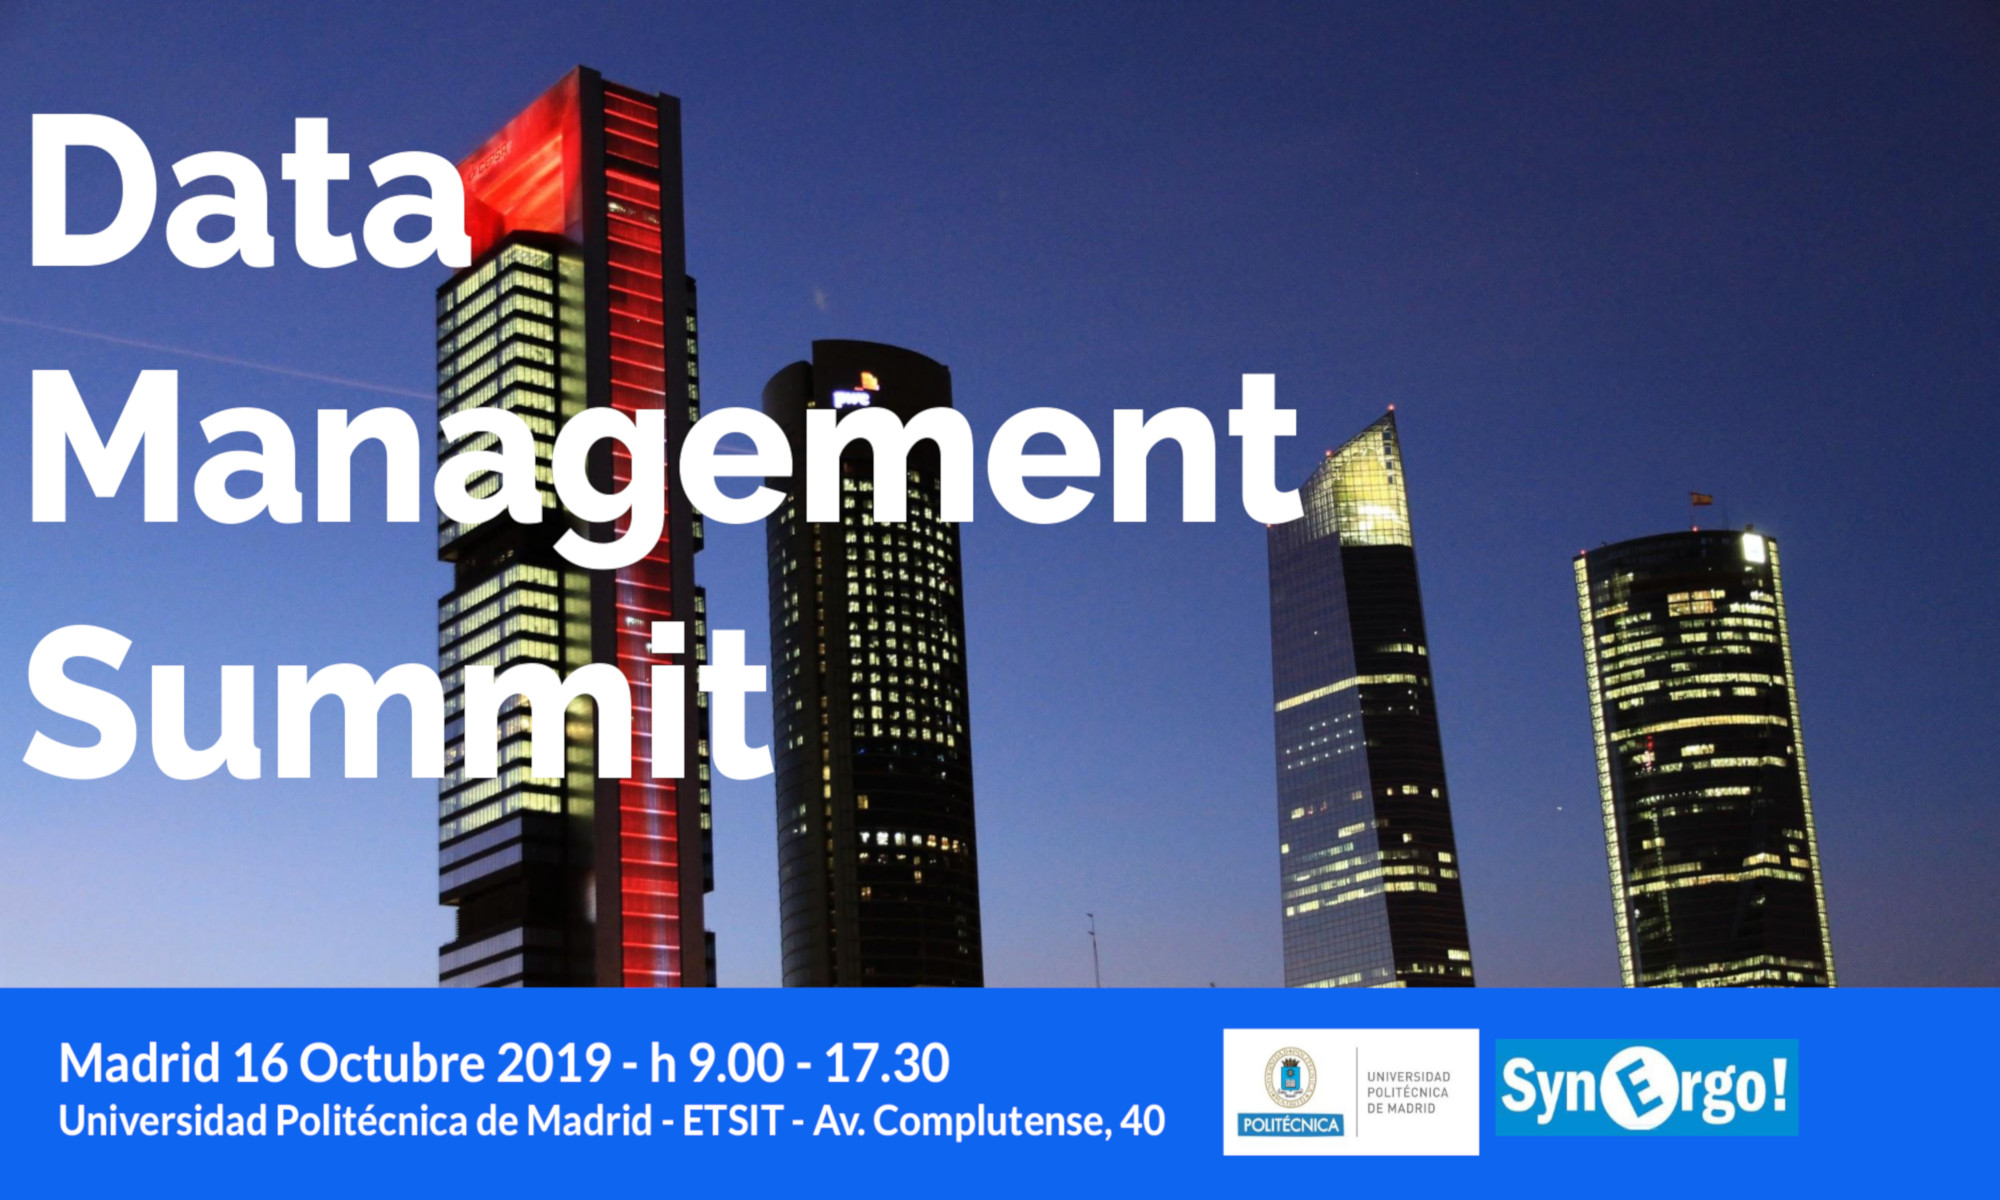 Data
Management
Summit
pwc
Madrid 16 Octubre 2019 - h 9.00 - 17.30
Universidad Politécnica de Madrid - ETSIT - Av. Complutense, 40
POLITÉCNICA
UNIVERSIDAD
POLITÉCNICA
DE MADRID
SynErgo!